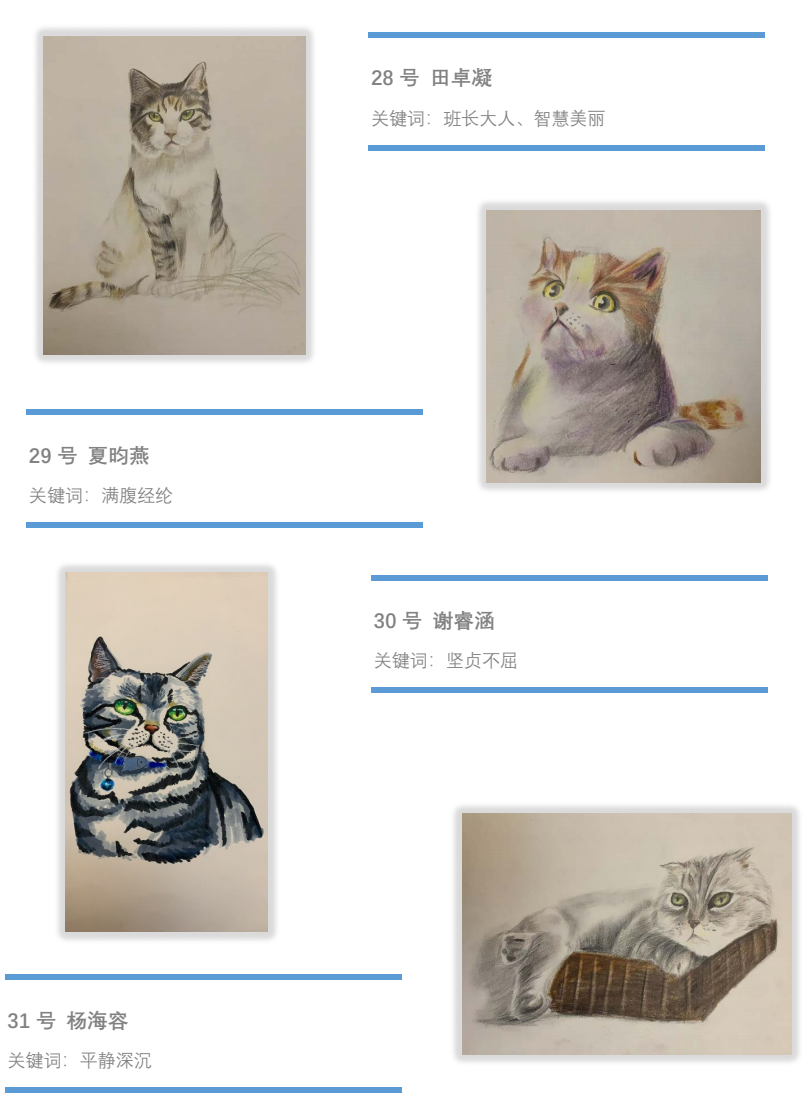 28 号 田卓凝
关键词：班长大人、智慧美丽
29 号 夏昀燕
关键词：满腹经纶
30 号 谢睿涵
关键词：坚贞不屈
31 号 杨海容
关键词：平静深沉